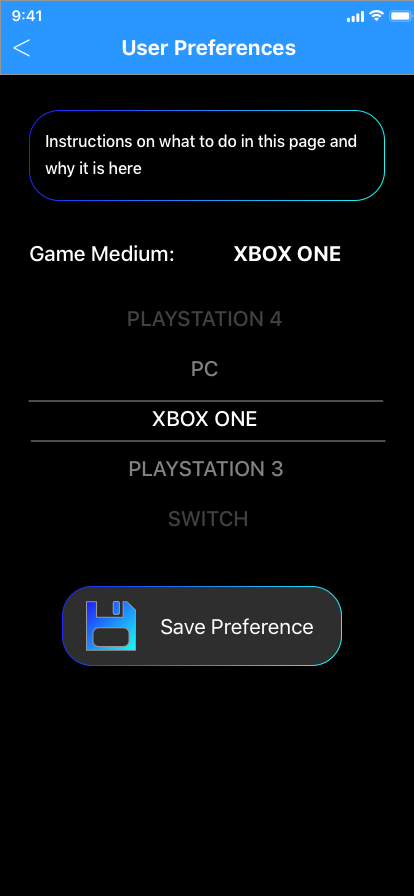 9:41
User Preferences
Instructions on what to do in this page and
why it is here
Game Medium: XBOX ONE
PLAYSTATION 4
PC
XBOX ONE
PLAYSTATION 3
SWITCH
Save Preference